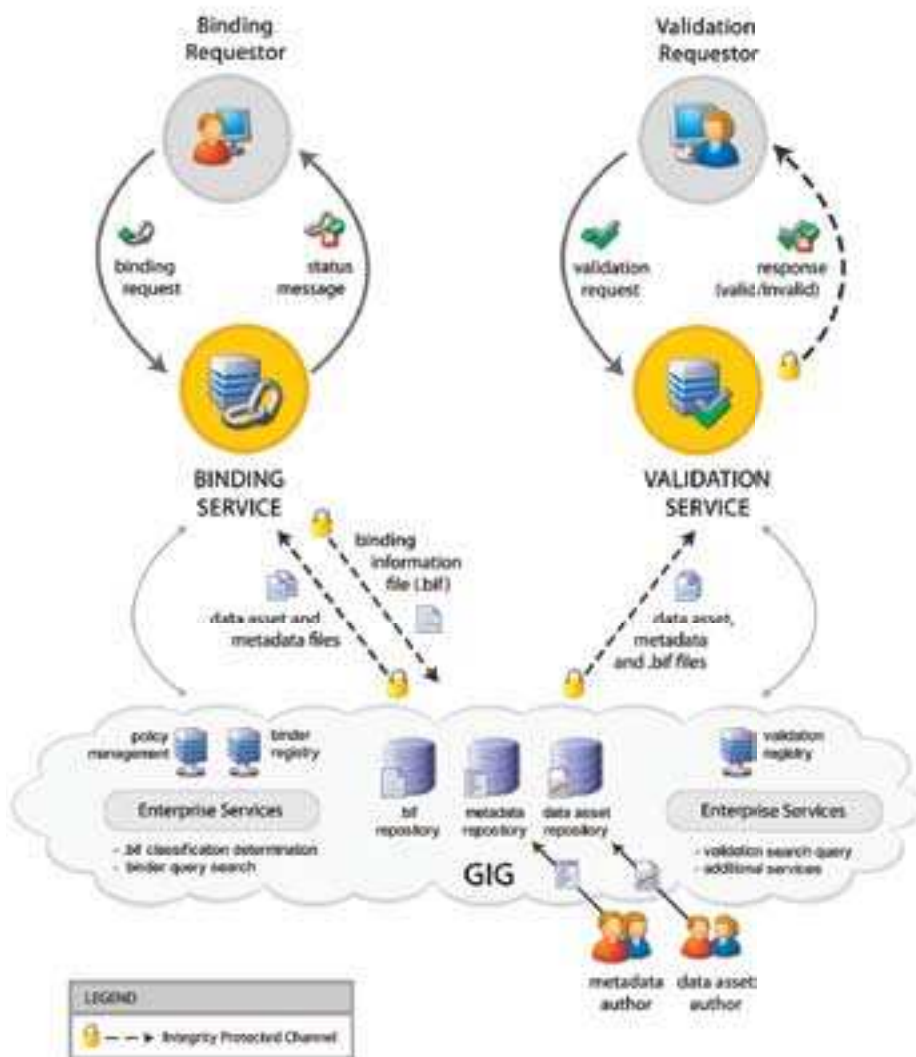 Binding
Requestor
Validation
Requestor
binding
request
status
message
validation
request
response
(valid/invalid)
BINDING
SERVICE
VALIDATION
SERVICE
binding
information
file (.bif)
data asset and
metadata files
data asset,
metadata
and .bif files
policy
management
binder
registry
validation
registry
Enterprise Services
- .bif classification determination
- binder query search
.bif
repository
metadata
repository
data asset
repository
Enterprise Services
- validation search query
- additional services
GIG
metadata
author
data asset
author
LEGEND
Integrity Protected Channel